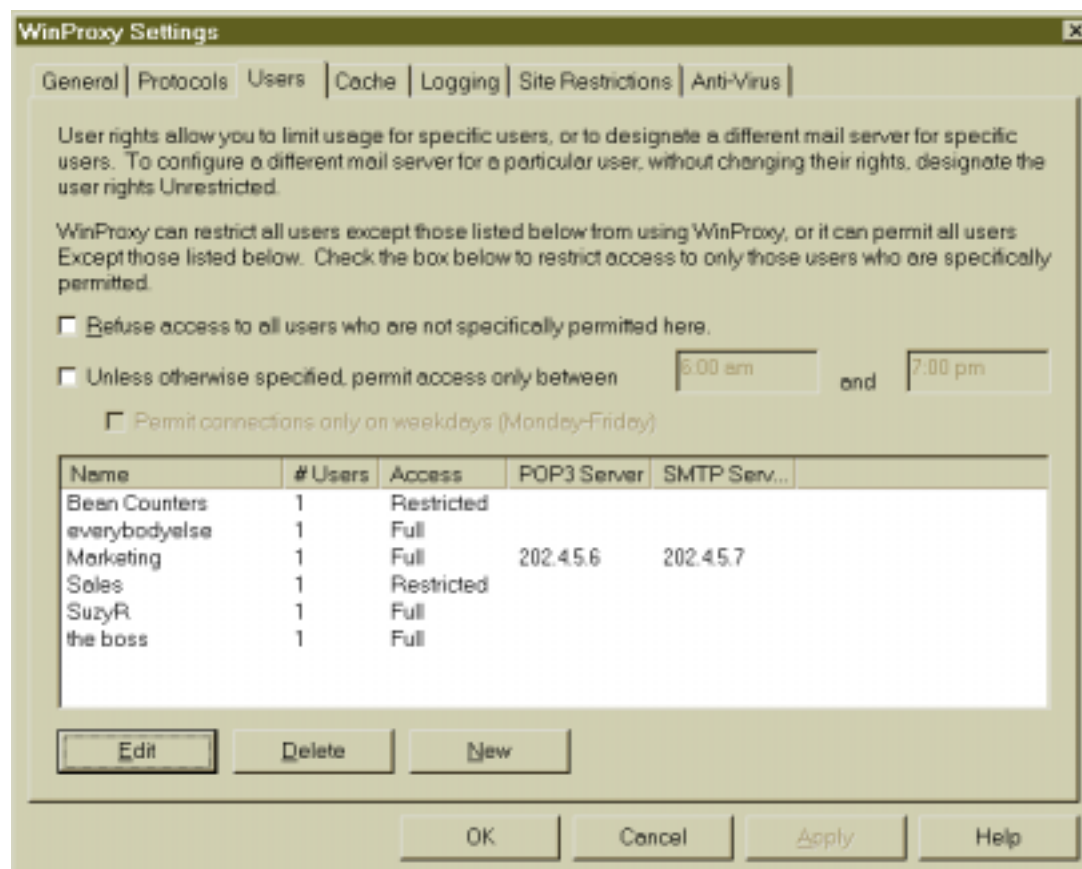 WinProxy Settings
General Protocols Users Cache Logging Site Restrictions Anti-Virus
User rights allow you to limit usage for specific users, or to designate a different mail server for specific
users. To configure a different mail server for a particular user, without changing their rights, designate the
user rights Unrestricted.
WinProxy can restrict all users except those listed below from using WinProxy, or it can permit all users
Except those listed below. Check the box below to restrict access to only those users who are specifically
permitted.
Refuse access to all users who are not specifically permitted here.
Unless otherwise specified, permit access only between 6:00 am and 7:00 pm
Permit connections only on weekdays (Monday-Friday)
Name # Users Access POP3 Server SMTP Serv...
Bean Counters 1 Restricted
everybodyelse 1 Full
Marketing 1 Full 202.4.5.6 202.4.5.7
Sales 1 Restricted
SuzyR 1 Full
the boss 1 Full
Edit Delete New
OK Cancel Apply Help